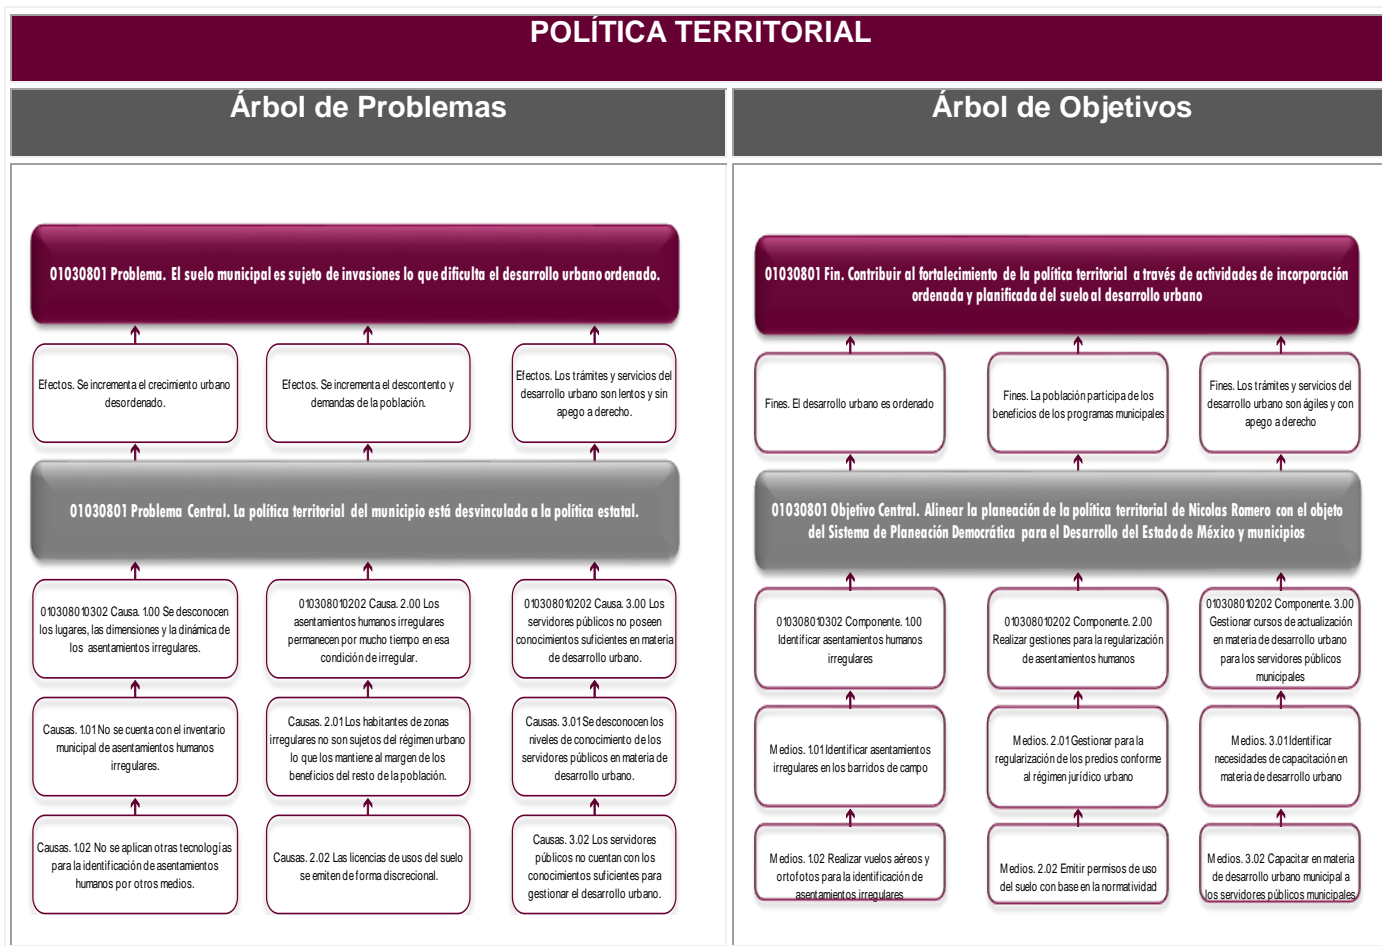 POLÍTICA TERRITORIAL
Árbol de Problemas
01030801 Problema. El suelo municipal es sujeto de invasiones lo que dificulta el desarrollo urbano ordenado.
Efectos. Se incrementa el crecimiento urbano
desordenado.
Efectos. Se incrementa el descontento y
demandas de la población.
Efectos. Los trámites y servicios del
desarrollo urbano son lentos y sin
apego a derecho.
01030801 Problema Central. La política territorial del municipio está desvinculada a la política estatal.
010308010302 Causa. 1.00 Se desconocen
los lugares, las dimensiones y la dinámica de
los asentamientos irregulares.
010308010202 Causa. 2.00 Los
asentamientos humanos irregulares
permanecen por mucho tiempo en esa
condición de irregular.
010308010202 Causa. 3.00 Los
servidores públicos no poseen
conocimientos suficientes en materia
de desarrollo urbano.
Causas. 1.01 No se cuenta con el inventario
municipal de asentamientos humanos
irregulares.
Causas. 2.01 Los habitantes de zonas
irregulares no son sujetos del régimen urbano
lo que los mantiene al margen de los
beneficios del resto de la población.
Causas. 3.01 Se desconocen los
niveles de conocimiento de los
servidores públicos en materia de
desarrollo urbano.
Causas. 1.02 No se aplican otras tecnologías
para la identificación de asentamientos
humanos por otros medios.
Causas. 2.02 Las licencias de usos del suelo
se emiten de forma discrecional.
Causas. 3.02 Los servidores
públicos no cuentan con los
conocimientos suficientes para
gestionar el desarrollo urbano.
Árbol de Objetivos
01030801 Fin. Contribuir al fortalecimiento de la política territorial a través de actividades de incorporación
ordenada y planificada del suelo al desarrollo urbano
Fines. El desarrollo urbano es ordenado
Fines. La población participa de los
beneficios de los programas municipales
Fines. Los trámites y servicios del
desarrollo urbano son ágiles y con
apego a derecho
01030801 Objetivo Central. Alinear la planeación de la política territorial de Nicolas Romero con el objeto
del Sistema de Planeación Democrática para el Desarrollo del Estado de México y municipios
010308010302 Componente. 1.00
Identificar asentamientos humanos
irregulares
010308010202 Componente. 2.00
Realizar gestiones para la regularización
de asentamientos humanos
010308010202 Componente. 3.00
Gestionar cursos de actualización
en materia de desarrollo urbano
para los servidores públicos
municipales
Medios. 1.01 Identificar asentamientos
irregulares en los barridos de campo
Medios. 2.01 Gestionar para la
regularización de los predios conforme
al régimen jurídico urbano
Medios. 3.01 Identificar
necesidades de capacitación en
materia de desarrollo urbano
Medios. 1.02 Realizar vuelos aéreos y
ortofotos para la identificación de
asentamientos irregulares
Medios. 2.02 Emitir permisos de uso
del suelo con base en la normatividad
Medios. 3.02 Capacitar en materia
de desarrollo urbano municipal a
los servidores públicos municipales